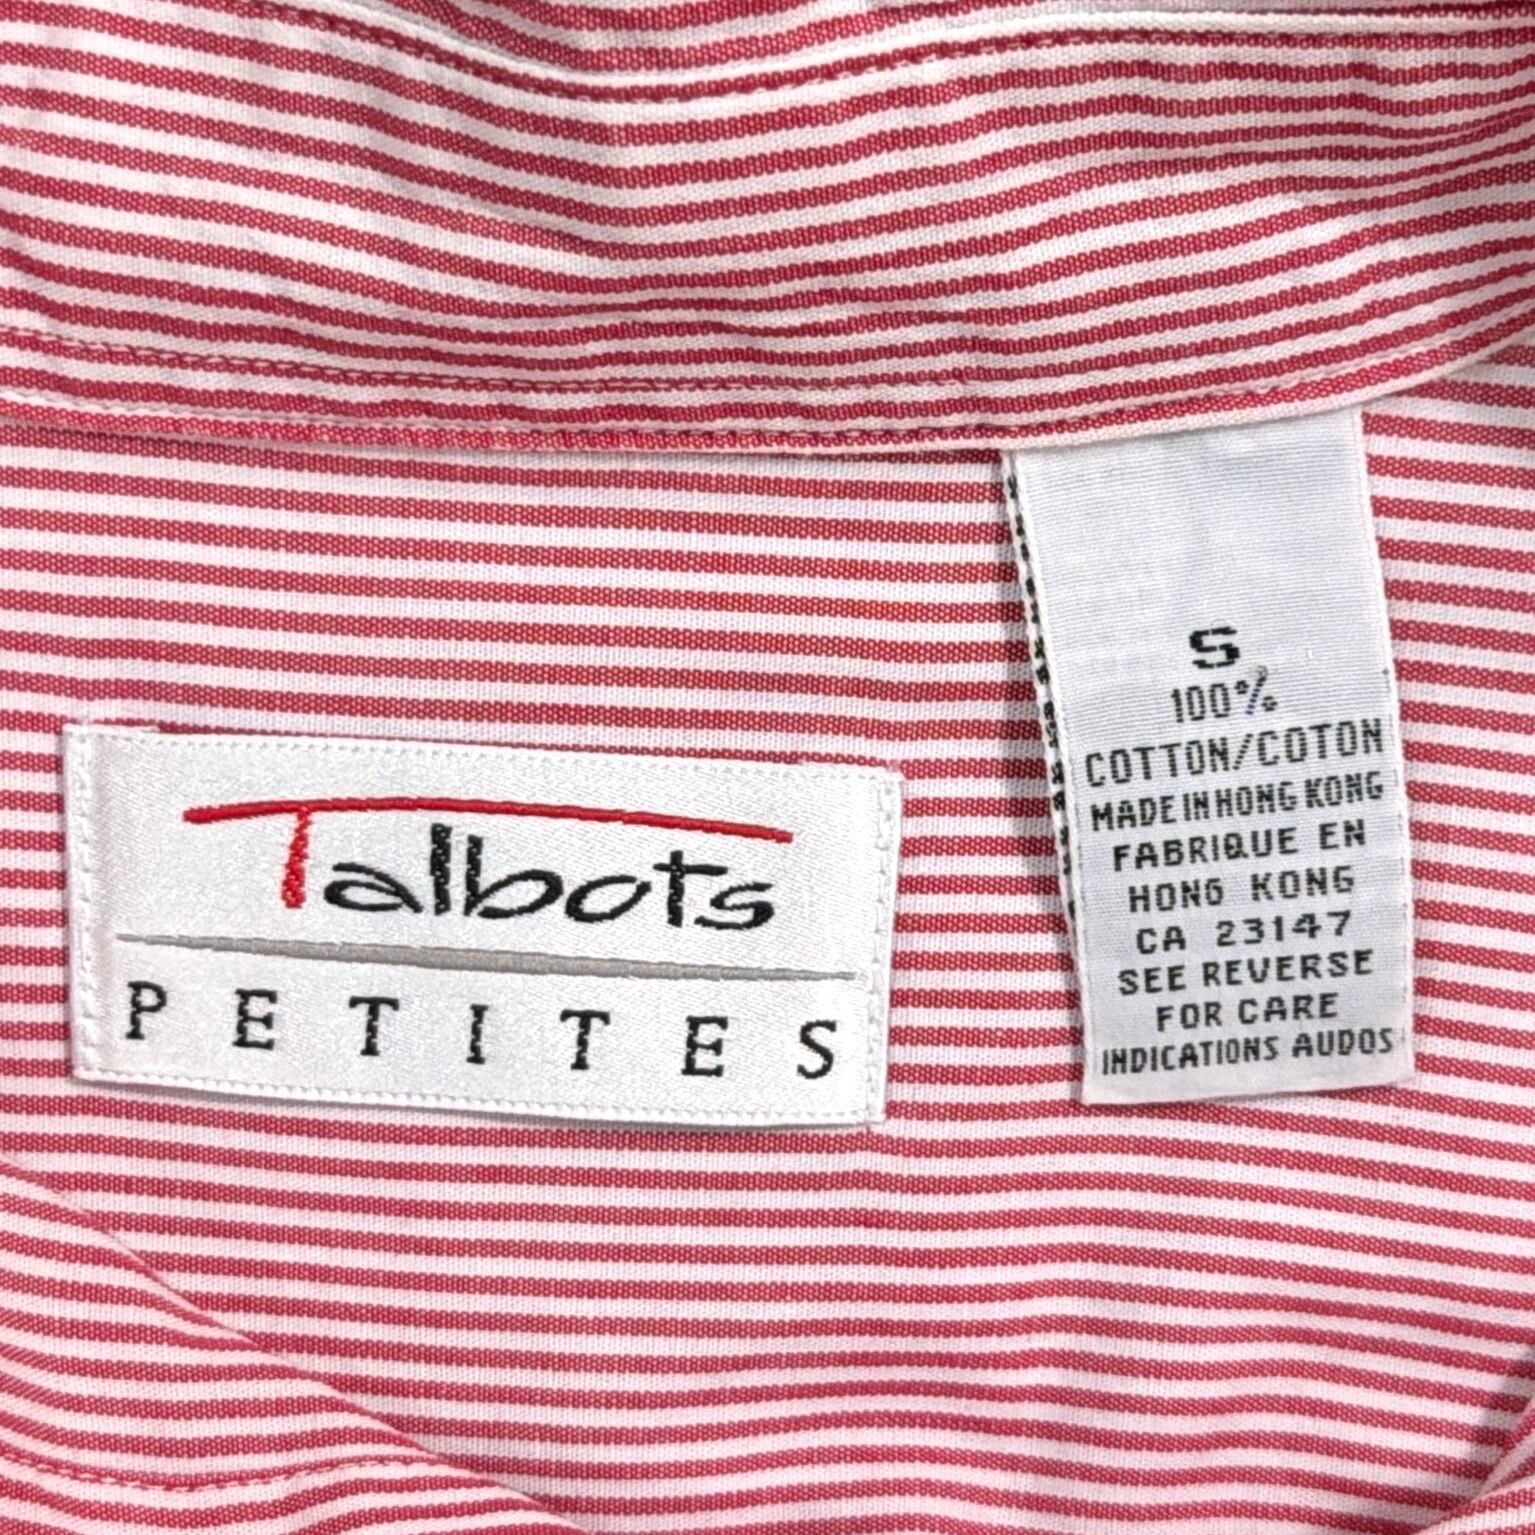 Talbots
PETITES
S
100%
COTTON/COTON
MADE IN HONG KONG
FABRIQUE EN
HONG KONG
CA 23147
SEE REVERSE
FOR CARE
INDICATIONS AUDOS